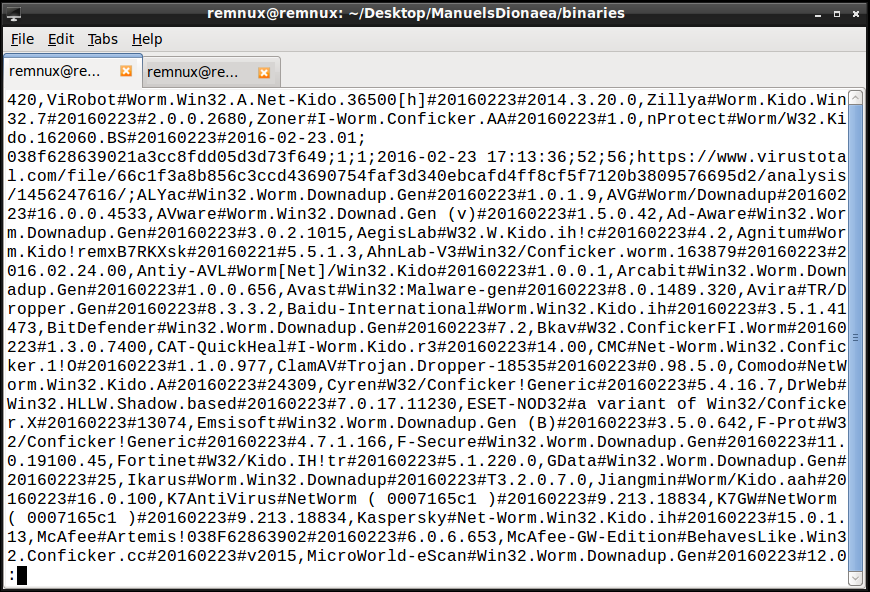 remnux@remnux: ~/Desktop/ManuelsDionaea/binaries
File Edit Tabs Help
remnux@re... remnux@re...
420,ViRobot#Worm.Win32.A.Net-Kido.36500[h]#20160223#2014.3.20.0,Zillya#Worm.Kido.Win
32.7#20160223#2.0.0.2680,Zoner#I-Worm.Conficker.AA#20160223#1.0,nProtect#Worm/W32.Ki
do.162060.BS#20160223#2016-02-23.01;
038f628639021a3cc8fdd05d3d73f649;1;1;2016-02-23 17:13:36;52;56;https://www.virustota
l.com/file/66c1f3a8b856c3ccd43690754faf3d340ebcafd4ff8cf5f7120b3809576695d2/analysis
/1456247616/;ALYac#Win32.Worm.Downadup.Gen#20160223#1.0.1.9,AVG#Worm/Downadup#201602
23#16.0.0.4533,AVware#Worm.Win32.Downad.Gen (v)#20160223#1.5.0.42,Ad-Aware#Win32.Wor
m.Downadup.Gen#20160223#3.0.2.1015,AegisLab#W32.W.Kido.ih!c#20160223#4.2,Agnitum#Wor
m.Kido!remxB7RKXsk#20160221#5.5.1.3,AhnLab-V3#Win32/Conficker.worm.163879#20160223#2
016.02.24.00,Antiy-AVL#Worm[Net]/Win32.Kido#20160223#1.0.0.1,Arcabit#Win32.Worm.Down
adup.Gen#20160223#1.0.0.656,Avast#Win32:Malware-gen#20160223#8.0.1489.320,Avira#TR/D
ropper.Gen#20160223#8.3.3.2,Baidu-International#Worm.Win32.Kido.ih#20160223#3.5.1.41
473,BitDefender#Win32.Worm.Downadup.Gen#20160223#7.2,Bkav#W32.ConfickerFI.Worm#20160
223#1.3.0.7400,CAT-QuickHeal#I-Worm.Kido.r3#20160223#14.00,CMC#Net-Worm.Win32.Confic
ker.1!O#20160223#1.1.0.977,ClamAV#Trojan.Dropper-18535#20160223#0.98.5.0,Comodo#NetW
orm.Win32.Kido.A#20160223#24309,Cyren#W32/Conficker!Generic#20160223#5.4.16.7,DrWeb#
Win32.HLLW.Shadow.based#20160223#7.0.17.11230,ESET-NOD32#a variant of Win32/Conficke
r.X#20160223#13074,Emsisoft#Win32.Worm.Downadup.Gen (B)#20160223#3.5.0.642,F-Prot#W3
2/Conficker!Generic#20160223#4.7.1.166,F-Secure#Win32.Worm.Downadup.Gen#20160223#11.
0.19100.45,Fortinet#W32/Kido.IH!tr#20160223#5.1.220.0,GData#Win32.Worm.Downadup.Gen#
20160223#25,Ikarus#Worm.Win32.Downadup#20160223#T3.2.0.7.0,Jiangmin#Worm/Kido.aah#20
160223#16.0.100,K7AntiVirus#NetWorm ( 0007165c1 )#20160223#9.213.18834,K7GW#NetWorm
( 0007165c1 )#20160223#9.213.18834,Kaspersky#Net-Worm.Win32.Kido.ih#20160223#15.0.1.
13,McAfee#Artemis!038F62863902#20160223#6.0.6.653,McAfee-GW-Edition#BehavesLike.Win3
2.Conficker.cc#20160223#v2015,MicroWorld-eScan#Win32.Worm.Downadup.Gen#20160223#12.0
: